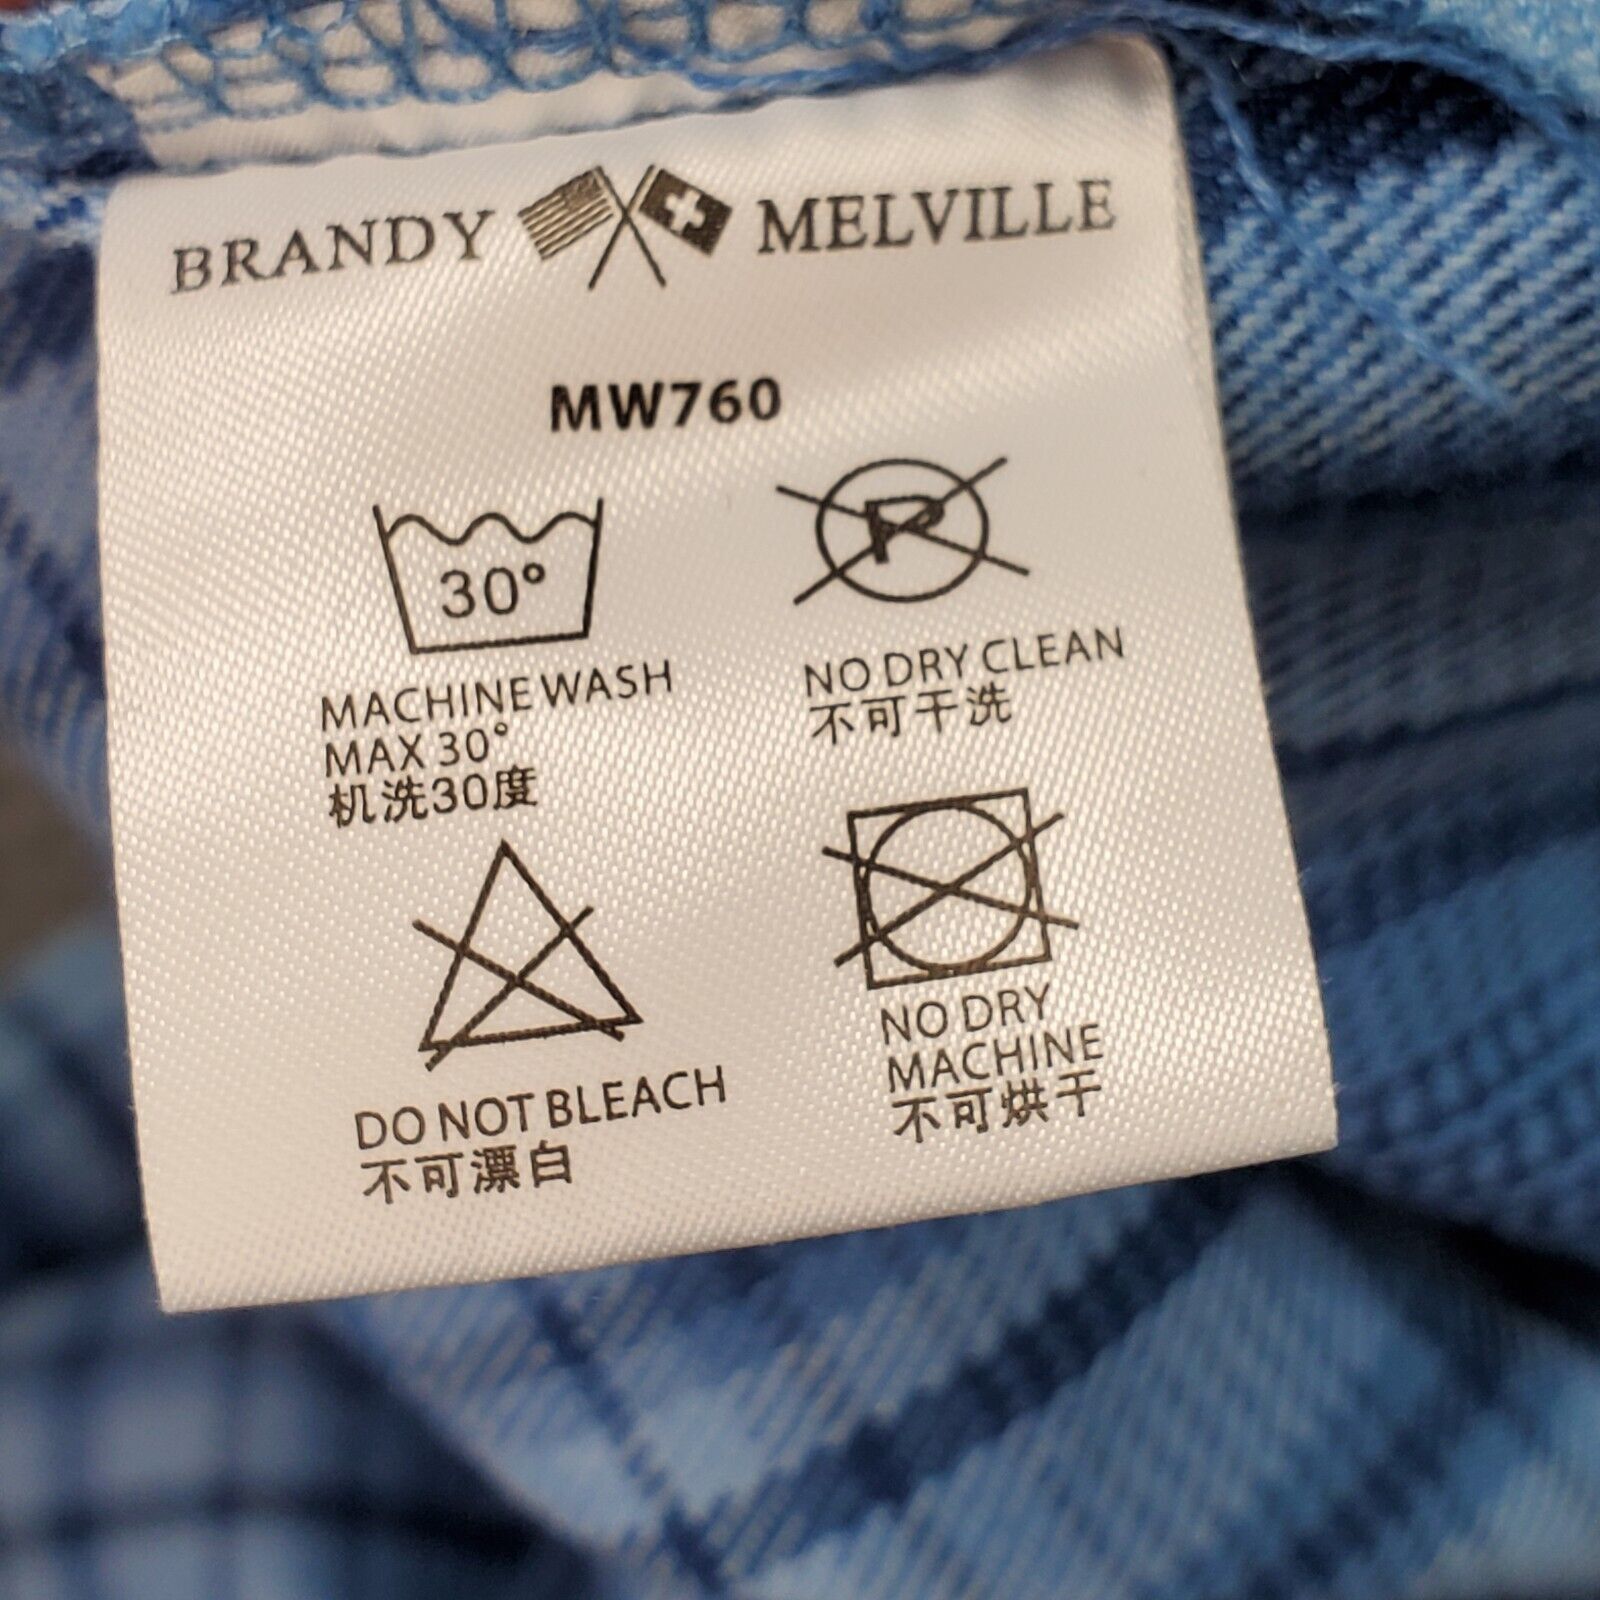 BRANDY MELVILLE
MW760
30°
MACHINE WASH
MAX 30°
机洗30度
P
NO DRY CLEAN
不可干洗
DO NOT BLEACH
不可漂白
NO DRY
MACHINE
不可烘干